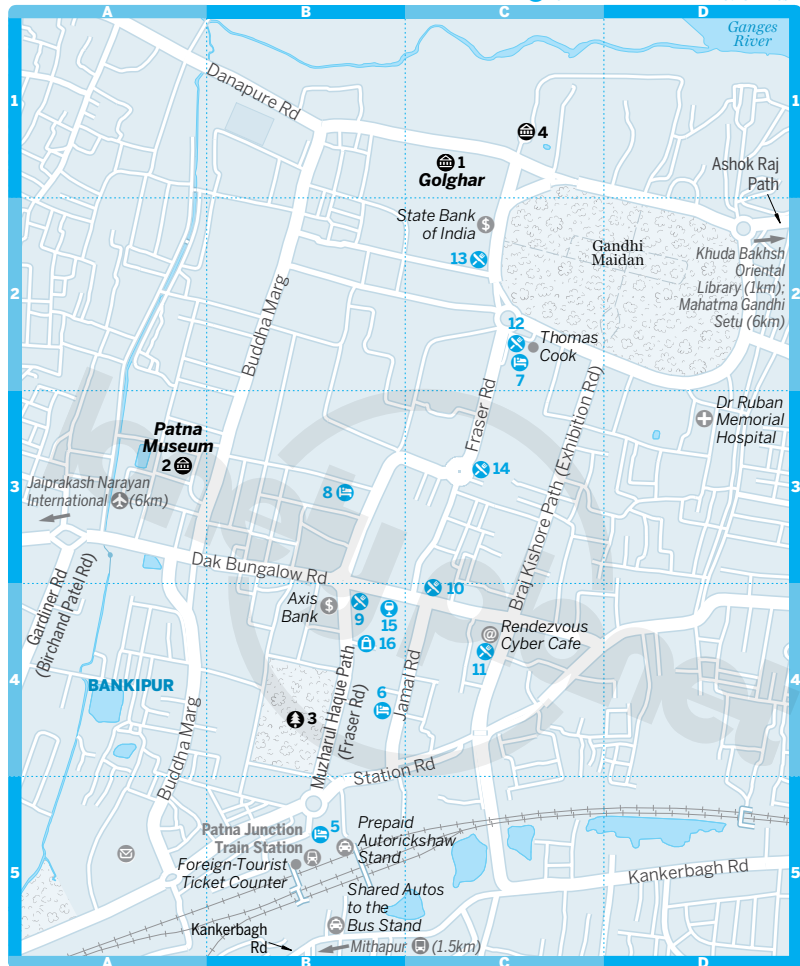 A
B
C
D
Ganges
River
1
1
Danapure Rd
4
1
Golghar
Ashok Raj
Path
State Bank
of India
$
Gandhi
Maidan
13
Khuda Bakhsh
Oriental
Library (1km);
Mahatma Gandhi
Setu (6km)
2
2
Buddha Marg
12
Thomas
Cook
7
Fraser Rd
Braj Kishore Path (Exhibition Rd)
Dr Ruban
Memorial
Hospital
Patna
Museum
2
14
3
3
Jaiprakash Narayan
International (6km)
8
Dak Bungalow Rd
Gardiner Rd
(Birchand Patel Rd)
10
Axis
Bank
$
9
15
16
@
Rendezvous
Cyber Cafe
11
4
4
BANKIPUR
6
Jamal Rd
Muzharul Haque Path
(Fraser Rd)
3
Buddha Marg
Station Rd
lonely planet
Patna Junction
Train Station
5
Prepaid
Autorickshaw
Stand
Foreign-Tourist
Ticket Counter
5
5
Kankerbagh Rd
Shared Autos
to the
Bus Stand
Kankerbagh
Rd
Mithapur (1.5km)
A
B
C
D